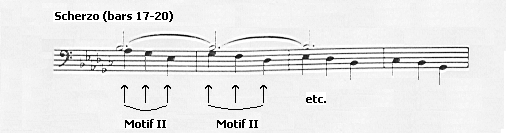 Scherzo (bars 17-20)
etc.
Motif II Motif II